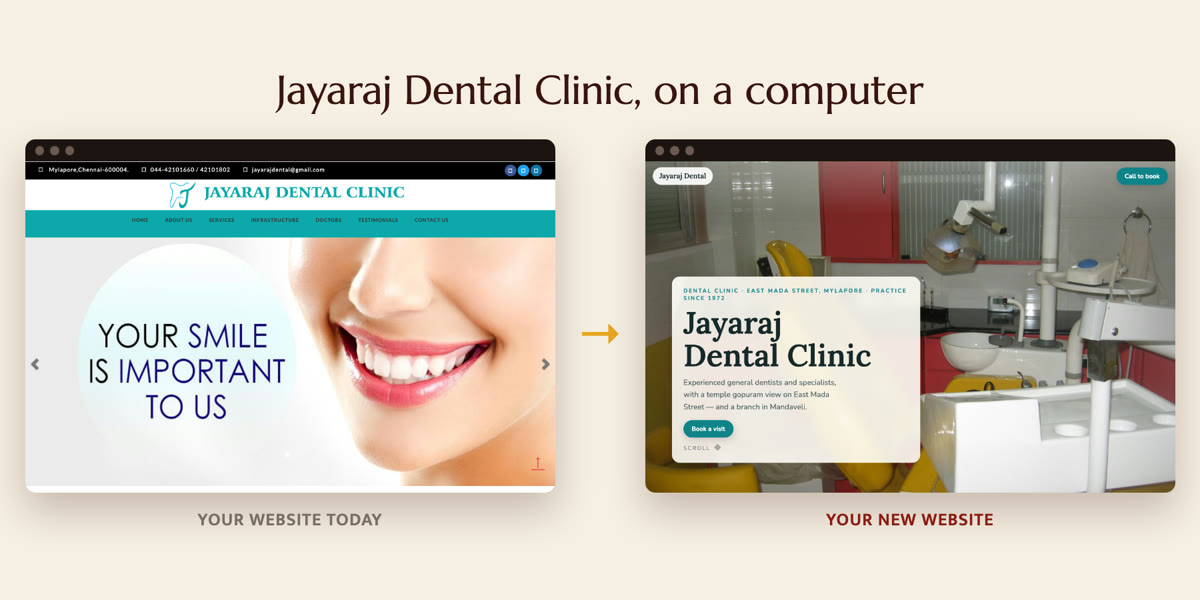 Jayaraj Dental Clinic, on a computer
Mylapore,Chennai-600004. 044-42101660 / 42101802 jayarajdental@gmail.com
JAYARAJ DENTAL CLINIC
HOME ABOUT US SERVICES INFRASTRUCTURE DOCTORS TESTIMONIALS CONTACT US
YOUR SMILE
IS IMPORTANT
TO US
YOUR WEBSITE TODAY
Jayaraj Dental
Call to book
DENTAL CLINIC · EAST MADA STREET, MYLAPORE · PRACTICE
SINCE 1972
Jayaraj
Dental Clinic
Experienced general dentists and specialists,
with a temple gopuram view on East Mada
Street — and a branch in Mandaveli.
Book a visit
SCROLL
YOUR NEW WEBSITE